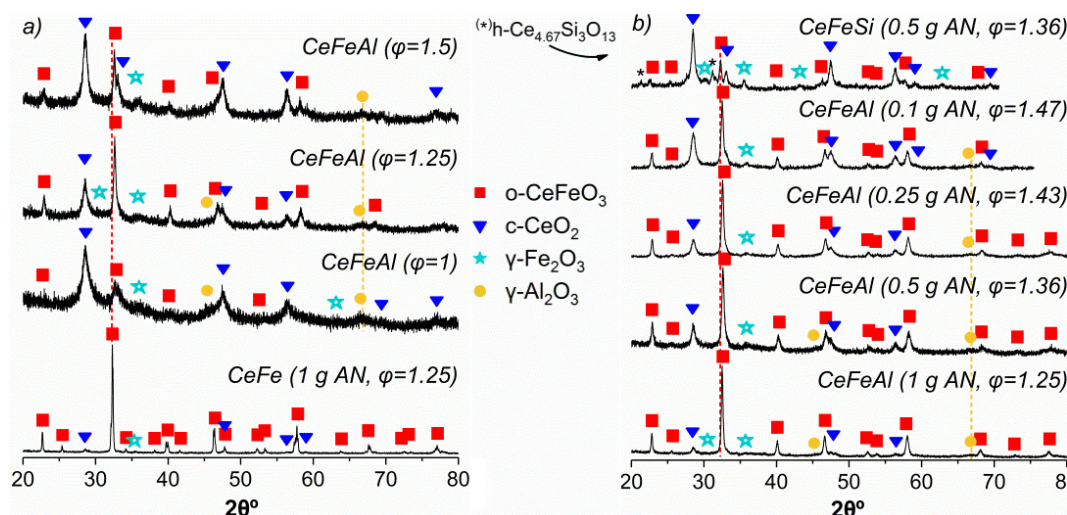 a)
CeFeAl (φ=1.5)
CeFeAl (φ=1.25)
CeFeAl (φ=1)
CeFe (1 g AN, φ=1.25)
20 30 40 50 60 70 80
2θº
(*)h-Ce4.67Si3O13
o-CeFeO3
c-CeO2
γ-Fe2O3
γ-Al2O3
b)
CeFeSi (0.5 g AN, φ=1.36)
* *
CeFeAl (0.1 g AN, φ=1.47)
CeFeAl (0.25 g AN, φ=1.43)
CeFeAl (0.5 g AN, φ=1.36)
CeFeAl (1 g AN, φ=1.25)
20 30 40 50 60 70 80
2θº